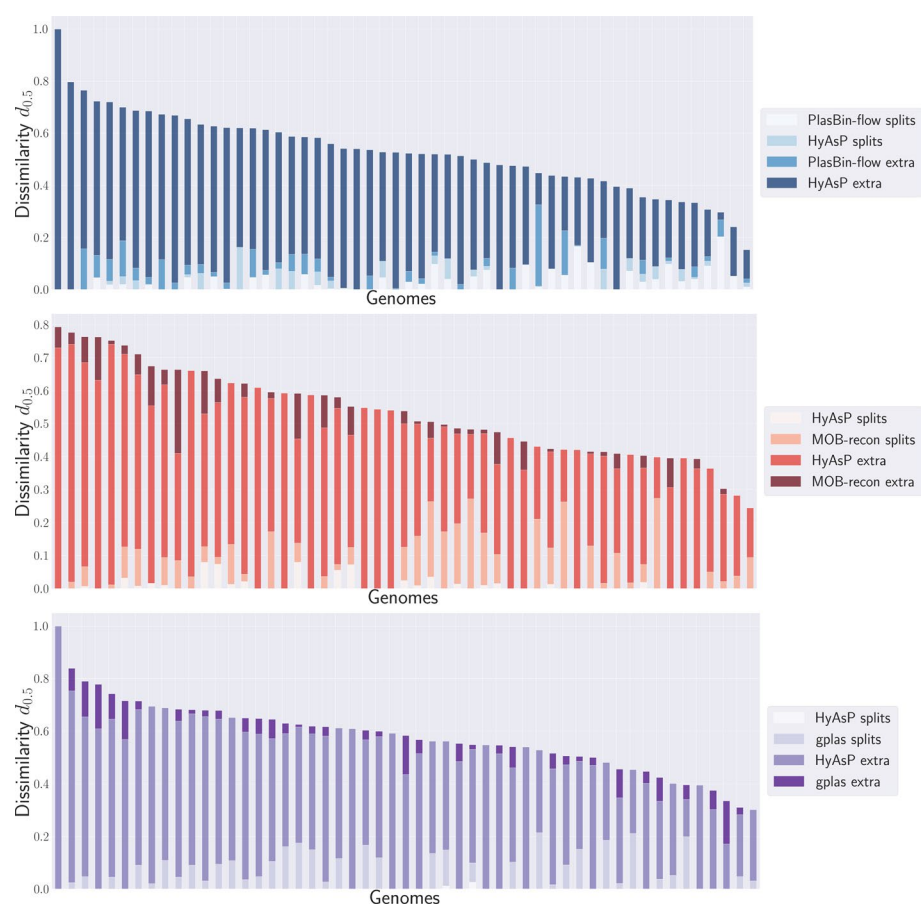 1.0
0.8
0.6
0.4
0.2
0.0
Dissimilarity d0.5
Genomes
PlasBin-flow splits
HyAsP splits
PlasBin-flow extra
HyAsP extra
0.8
0.7
0.6
0.5
0.4
0.3
0.2
0.1
0.0
Dissimilarity d0.5
Genomes
HyAsP splits
MOB-recon splits
HyAsP extra
MOB-recon extra
1.0
0.8
0.6
0.4
0.2
0.0
Dissimilarity d0.5
Genomes
HyAsP splits
gplas splits
HyAsP extra
gplas extra